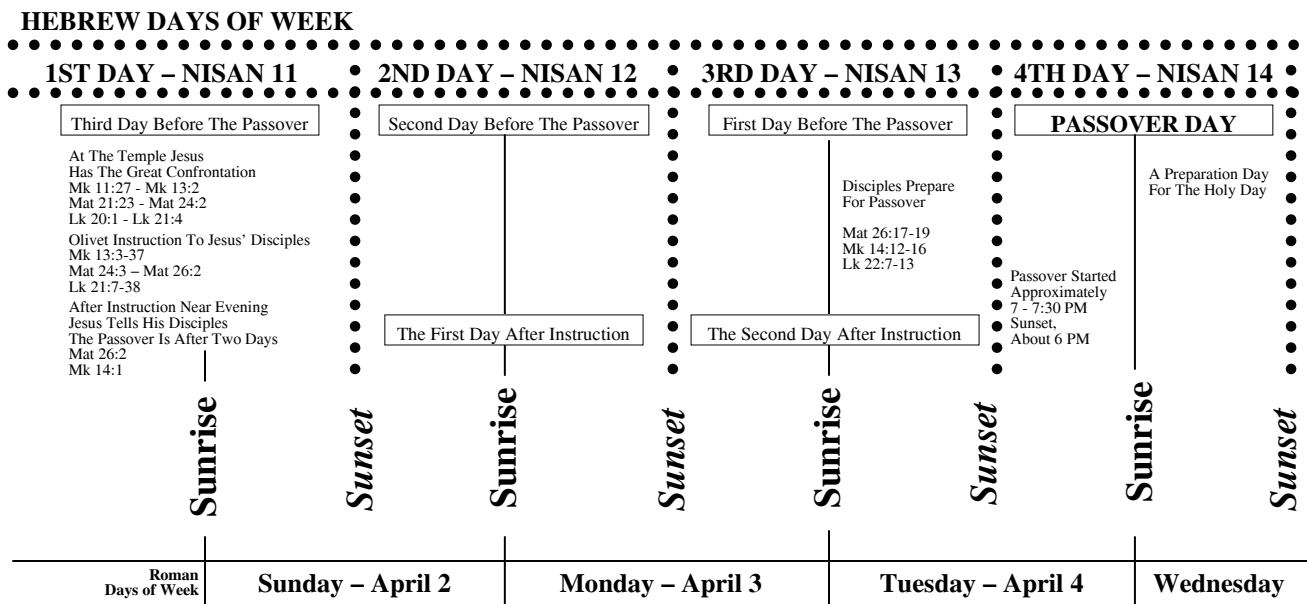 HEBREW DAYS OF WEEK
1ST DAY – NISAN 11
2ND DAY – NISAN 12
3RD DAY – NISAN 13
4TH DAY – NISAN 14
Third Day Before The Passover
Second Day Before The Passover
First Day Before The Passover
PASSOVER DAY
At The Temple Jesus
Has The Great Confrontation
Mk 11:27 - Mk 13:2
Mat 21:23 - Mat 24:2
Lk 20:1 - Lk 21:4
Olivet Instruction To Jesus’ Disciples
Mk 13:3-37
Mat 24:3 – Mat 26:2
Lk 21:7-38
After Instruction Near Evening
Jesus Tells His Disciples
The Passover Is After Two Days
Mat 26:2
Mk 14:1
The First Day After Instruction
Disciples Prepare
For Passover
Mat 26:17-19
Mk 14:12-16
Lk 22:7-13
The Second Day After Instruction
A Preparation Day
For The Holy Day
Passover Started
Approximately
7 - 7:30 PM
Sunset,
About 6 PM
Sunrise
Sunset
Sunrise
Sunset
Sunrise
Sunset
Sunrise
Sunset
Roman
Days of Week
Sunday – April 2
Monday – April 3
Tuesday – April 4
Wednesday